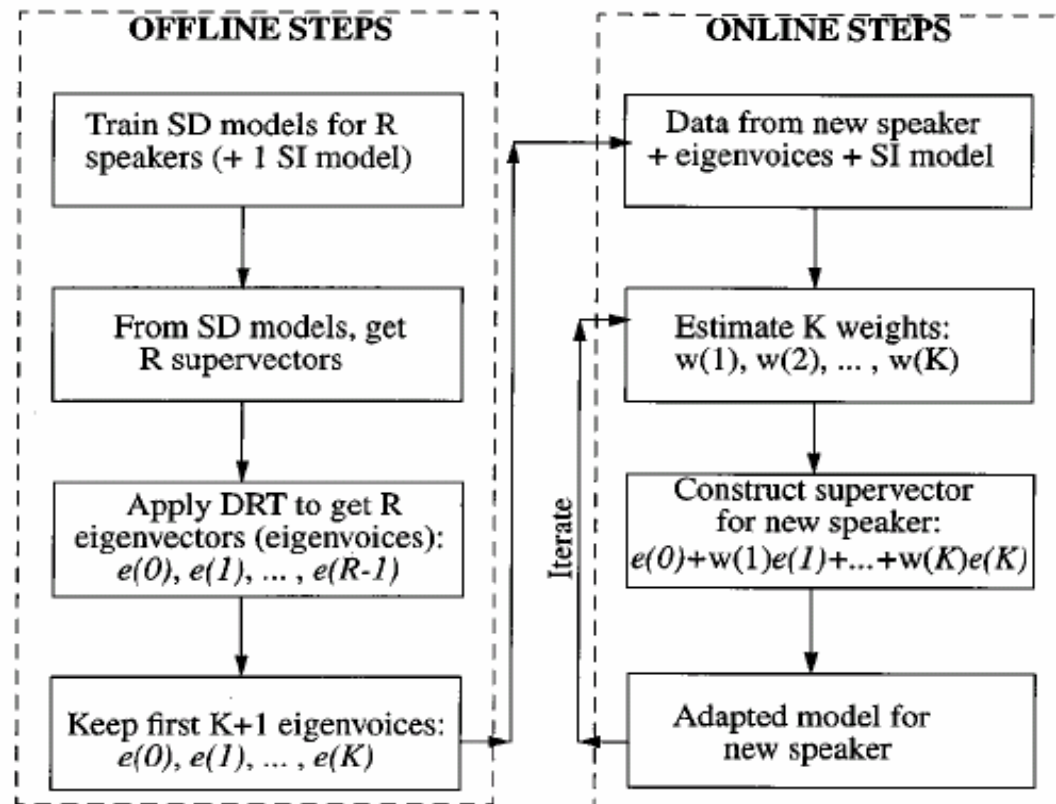 OFFLINE STEPS
Train SD models for R
speakers (+ 1 SI model)
From SD models, get
R supervectors
Apply DRT to get R
eigenvectors (eigenvoices):
e(0), e(1), ... , e(R-1)
Keep first K+1 eigenvoices:
e(0), e(1), ... , e(K)
ONLINE STEPS
Data from new speaker
+ eigenvoices + SI model
Estimate K weights:
w(1), w(2), ... , w(K)
Construct supervector
for new speaker:
e(0)+w(1)e(1)+...+w(K)e(K)
Adapted model for
new speaker
Iterate